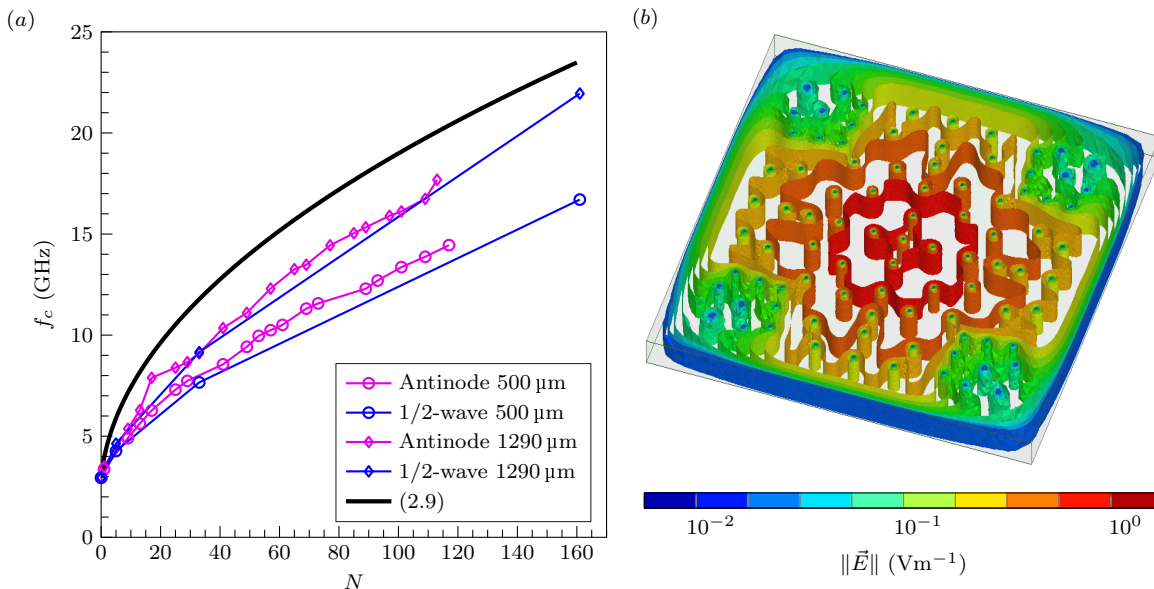 (a)
25
20
15
10
5
0
f_c (GHz)
0 20 40 60 80 100 120 140 160
N
Antinode 500 µm
1/2-wave 500 µm
Antinode 1290 µm
1/2-wave 1290 µm
(2.9)
(b)
10⁻² 10⁻¹ 10⁰
‖E⃗‖ (Vm⁻¹)